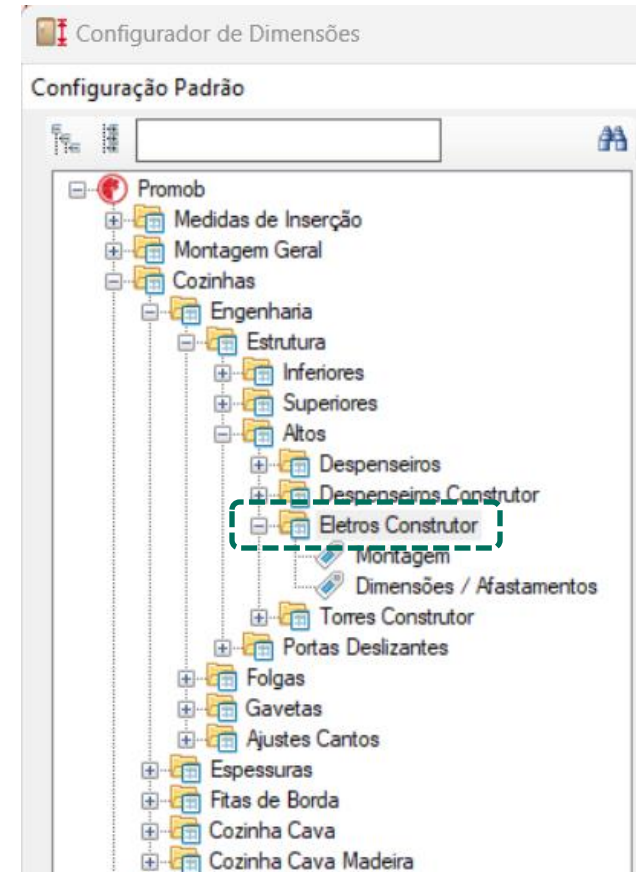 Configurador de Dimensões
Configuração Padrão
Promob
Medidas de Inserção
Montagem Geral
Cozinhas
Engenharia
Estrutura
Inferiores
Superiores
Altos
Despenseiros
Despenseiros Construtor
Eletros Construtor
Montagem
Dimensões / Afastamentos
Torres Construtor
Portas Deslizantes
Folgas
Gavetas
Ajustes Cantos
Espessuras
Fitas de Borda
Cozinha Cava
Cozinha Cava Madeira